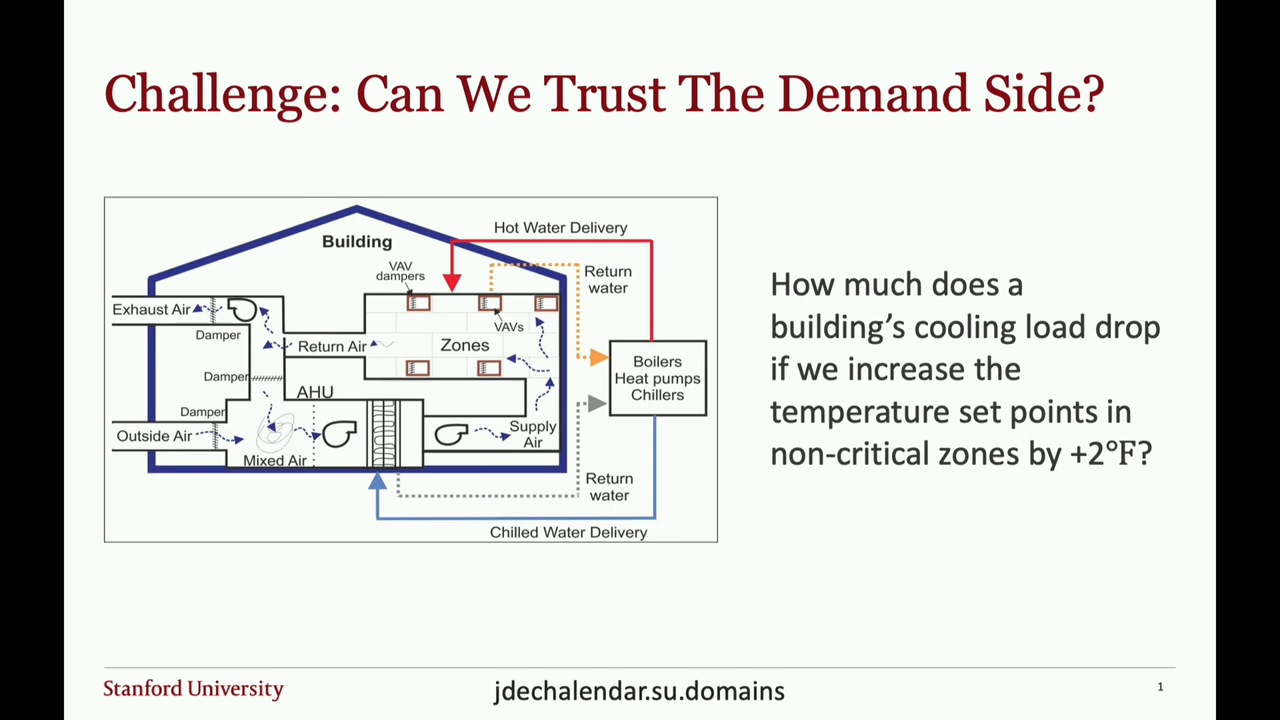 Challenge: Can We Trust The Demand Side?
Hot Water Delivery
Building
VAV
dampers
Return
water
Exhaust Air
VAVs
Damper
Return Air
Zones
Boilers
Heat pumps
Chillers
Damper
AHU
Damper
Outside Air
Supply
Air
Mixed Air
Return
water
Chilled Water Delivery
How much does a
building’s cooling load drop
if we increase the
temperature set points in
non-critical zones by +2°F?
Stanford University
jdechalendar.su.domains
1